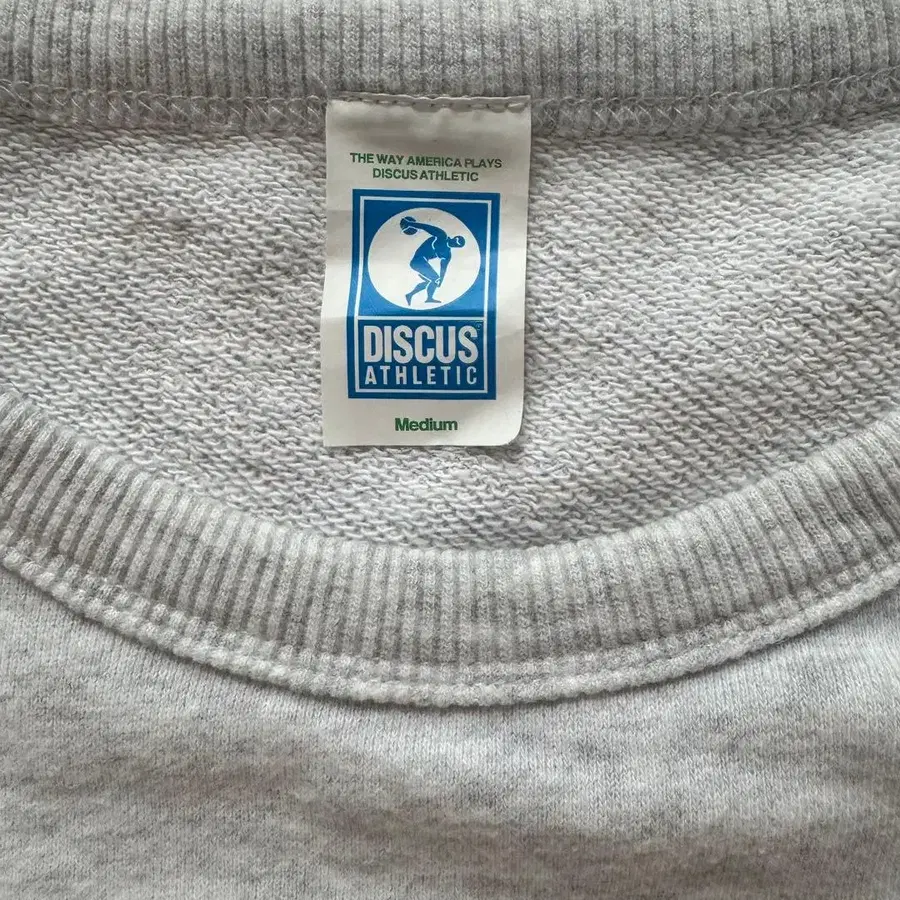 THE WAY AMERICA PLAYS
DISCUS ATHLETIC
DISCUS
ATHLETIC
Medium